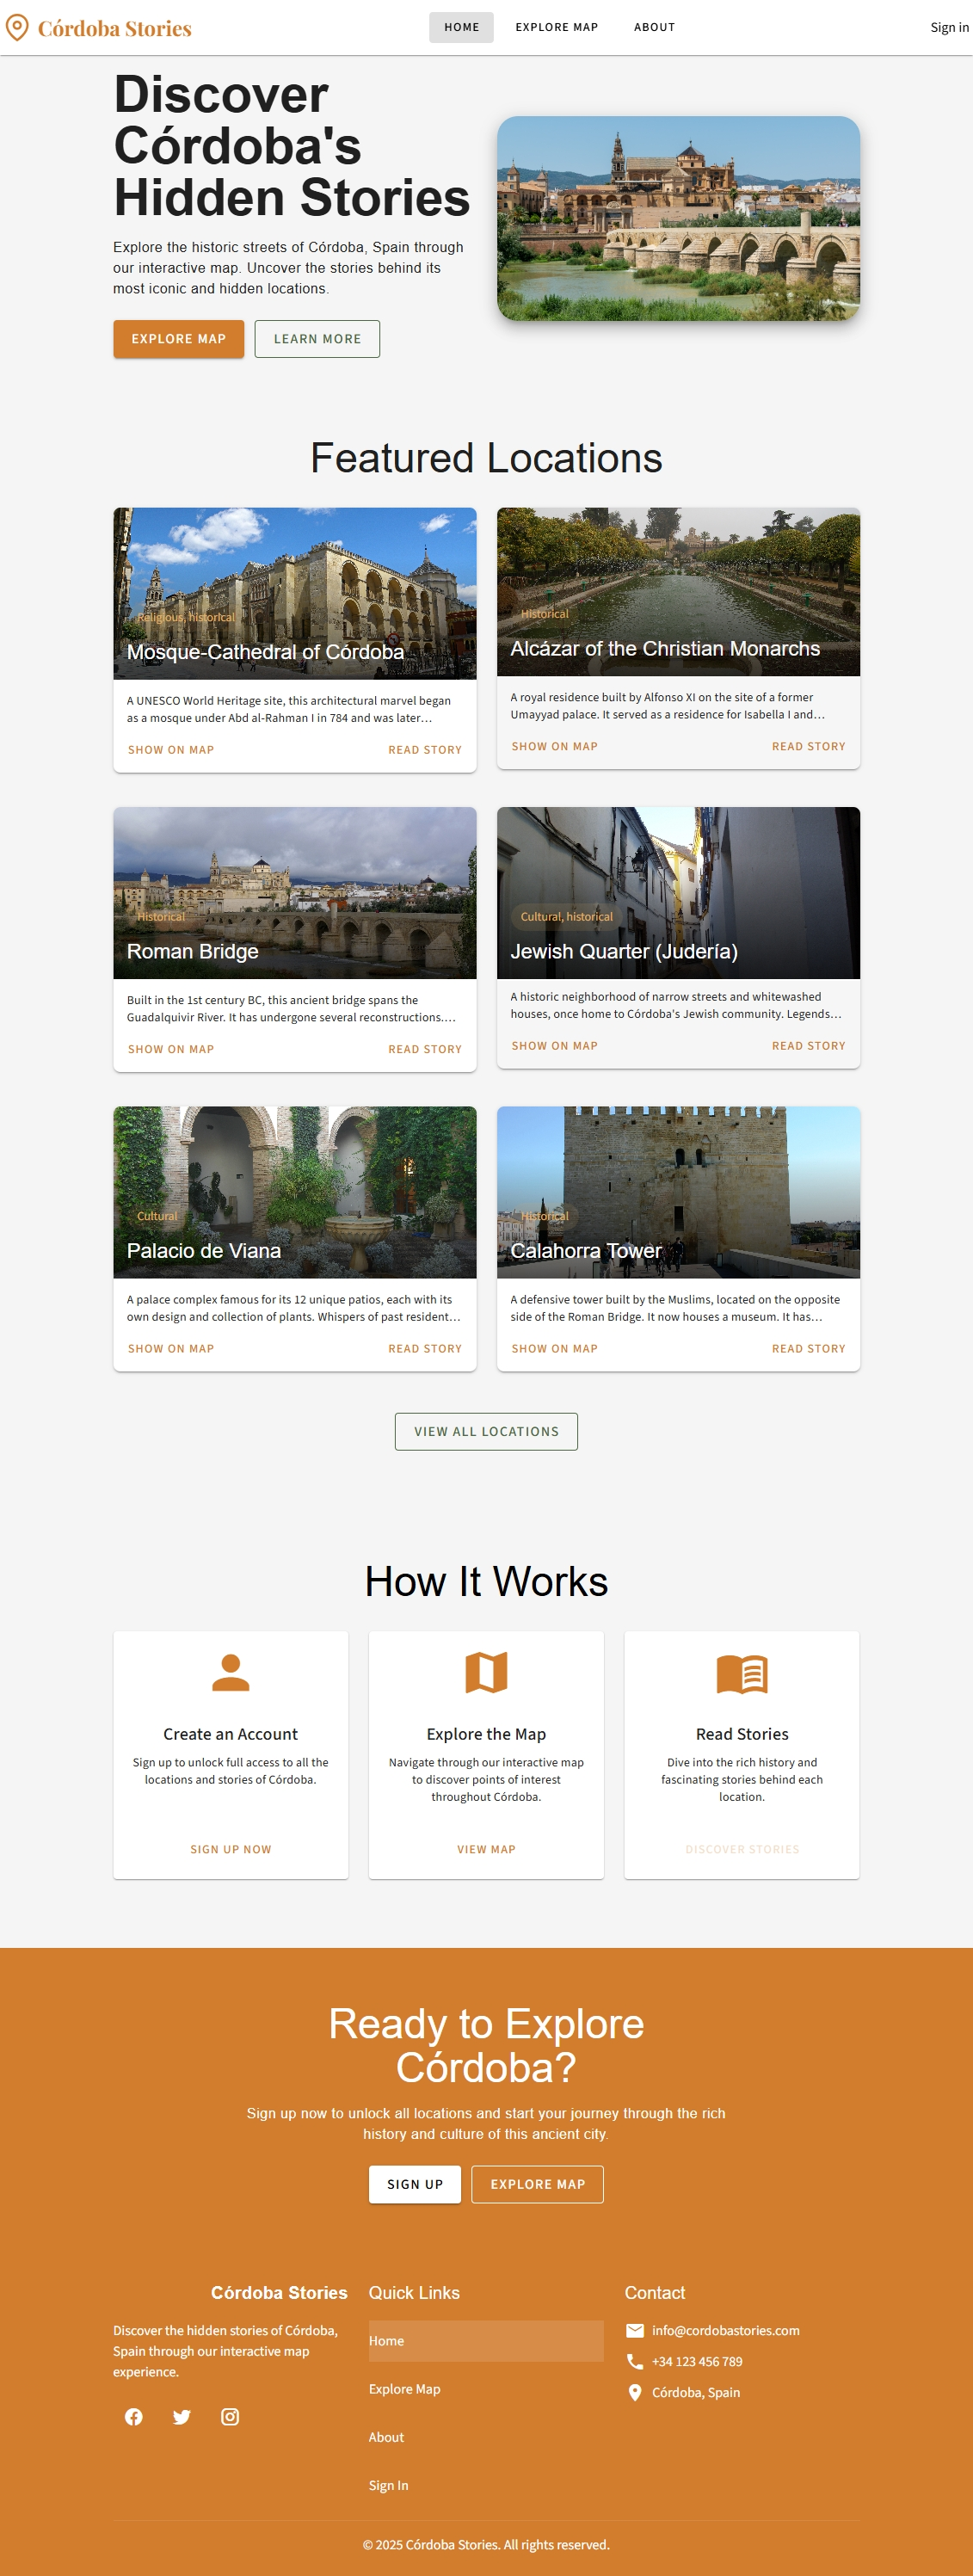 Córdoba Stories
HOME
EXPLORE MAP
ABOUT
Sign in
Discover
Córdoba's
Hidden Stories
Explore the historic streets of Córdoba, Spain through
our interactive map. Uncover the stories behind its
most iconic and hidden locations.
EXPLORE MAP
LEARN MORE
Featured Locations
Religious, historical
Mosque-Cathedral of Córdoba
A UNESCO World Heritage site, this architectural marvel began
as a mosque under Abd al-Rahman I in 784 and was later…
SHOW ON MAP
READ STORY
Historical
Alcázar of the Christian Monarchs
A royal residence built by Alfonso XI on the site of a former
Umayyad palace. It served as a residence for Isabella I and…
SHOW ON MAP
READ STORY
Historical
Roman Bridge
Built in the 1st century BC, this ancient bridge spans the
Guadalquivir River. It has undergone several reconstructions.…
SHOW ON MAP
READ STORY
Cultural, historical
Jewish Quarter (Judería)
A historic neighborhood of narrow streets and whitewashed
houses, once home to Córdoba's Jewish community. Legends…
SHOW ON MAP
READ STORY
Cultural
Palacio de Viana
A palace complex famous for its 12 unique patios, each with its
own design and collection of plants. Whispers of past resident…
SHOW ON MAP
READ STORY
Historical
Calahorra Tower
A defensive tower built by the Muslims, located on the opposite
side of the Roman Bridge. It now houses a museum. It has…
SHOW ON MAP
READ STORY
VIEW ALL LOCATIONS
How It Works
Create an Account
Sign up to unlock full access to all the
locations and stories of Córdoba.
SIGN UP NOW
Explore the Map
Navigate through our interactive map
to discover points of interest
throughout Córdoba.
VIEW MAP
Read Stories
Dive into the rich history and
fascinating stories behind each
location.
DISCOVER STORIES
Ready to Explore
Córdoba?
Sign up now to unlock all locations and start your journey through the rich
history and culture of this ancient city.
SIGN UP
EXPLORE MAP
Córdoba Stories
Discover the hidden stories of Córdoba,
Spain through our interactive map
experience.
Quick Links
Home
Explore Map
About
Sign In
Contact
info@cordobastories.com
+34 123 456 789
Córdoba, Spain
© 2025 Córdoba Stories. All rights reserved.